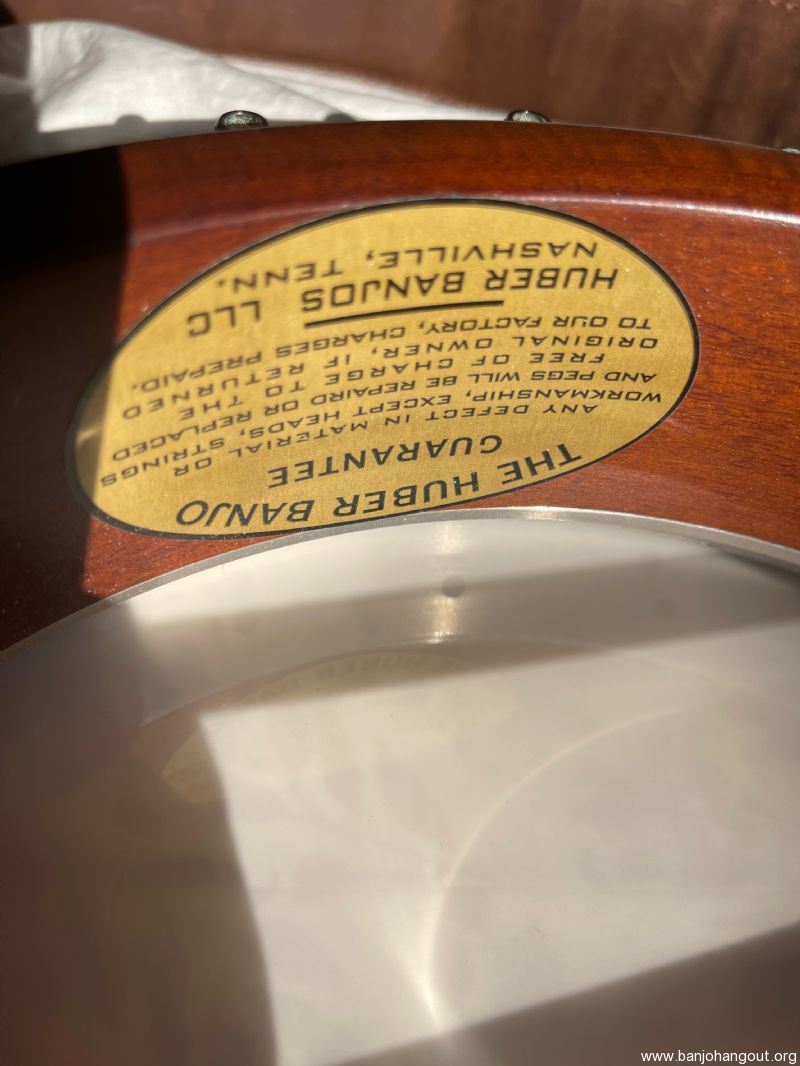 THE HUBER BANJO
GUARANTEE
ANY DEFECT IN MATERIAL OR
WORKMANSHIP, EXCEPT HEADS, STRINGS
AND PEGS WILL BE REPAIRD OR REPLACED
FREE OF CHARGE TO THE
ORIGINAL OWNER, IF RETURNED
TO OUR FACTORY, CHARGES PREPAID.
HUBER BANJOS LLC
NASHVILLE, TENN.
www.banjohangout.org